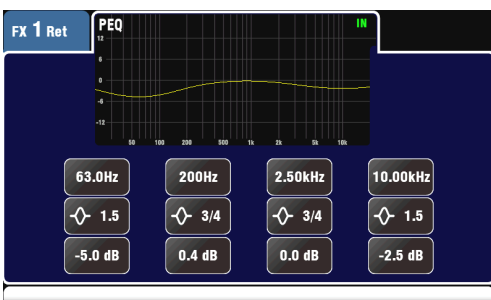 FX 1 Ret
PEQ
IN
12
6
0
-6
-12
50 100 200 500 1k 2k 5k 10k
63.0Hz 200Hz 2.50kHz 10.00kHz
1.5 3/4 3/4 1.5
-5.0 dB 0.4 dB 0.0 dB -2.5 dB